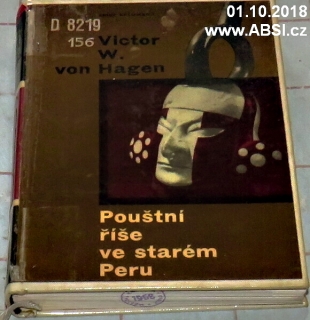 01.10.2018
www.ABSI.cz
D 8219
156
Victor
W.
von Hagen
Pouštní
říše
ve starém
Peru